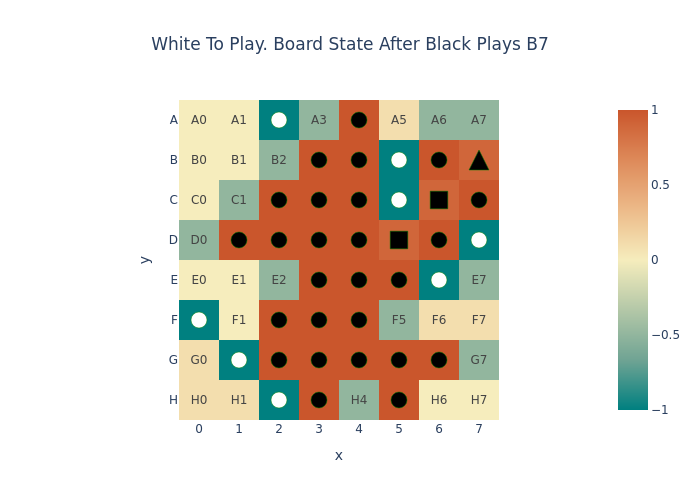 White To Play. Board State After Black Plays B7
A A0 A1 A3 A5 A6 A7
B B0 B1 B2
C C0 C1
D D0
E E0 E1 E2 E7
F F1 F5 F6 F7
G G0 G7
H H0 H1 H4 H6 H7
0 1 2 3 4 5 6 7
x
y
1
0.5
0
−0.5
−1